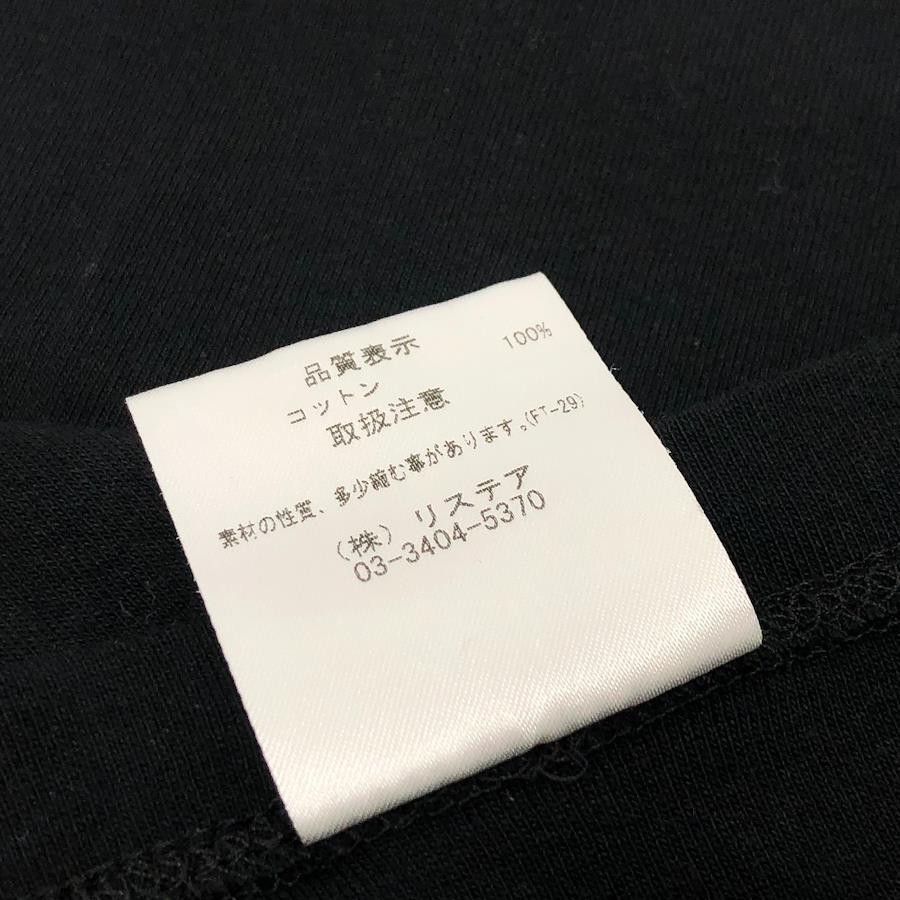 品質表示
コットン 100%
取扱注意
素材の性質、多少縮む事があります。(FT-29)
(株) リステア
03-3404-5370